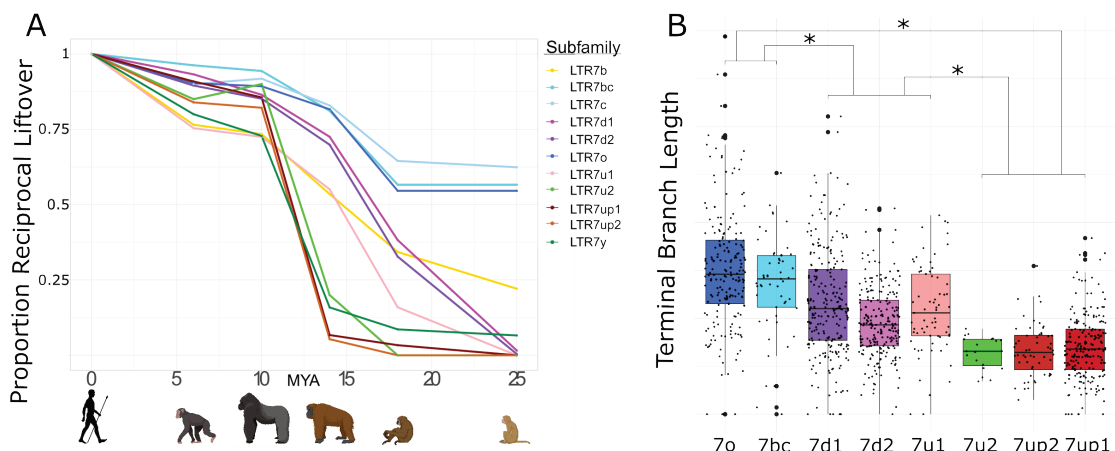 A
Proportion Reciprocal Liftover
1
0.75
0.5
0.25
0
5
10
MYA
15
20
25
Subfamily
LTR7b
LTR7bc
LTR7c
LTR7d1
LTR7d2
LTR7o
LTR7u1
LTR7u2
LTR7up1
LTR7up2
LTR7y
B
Terminal Branch Length
*
*
*
7o
7bc
7d1
7d2
7u1
7u2
7up2
7up1